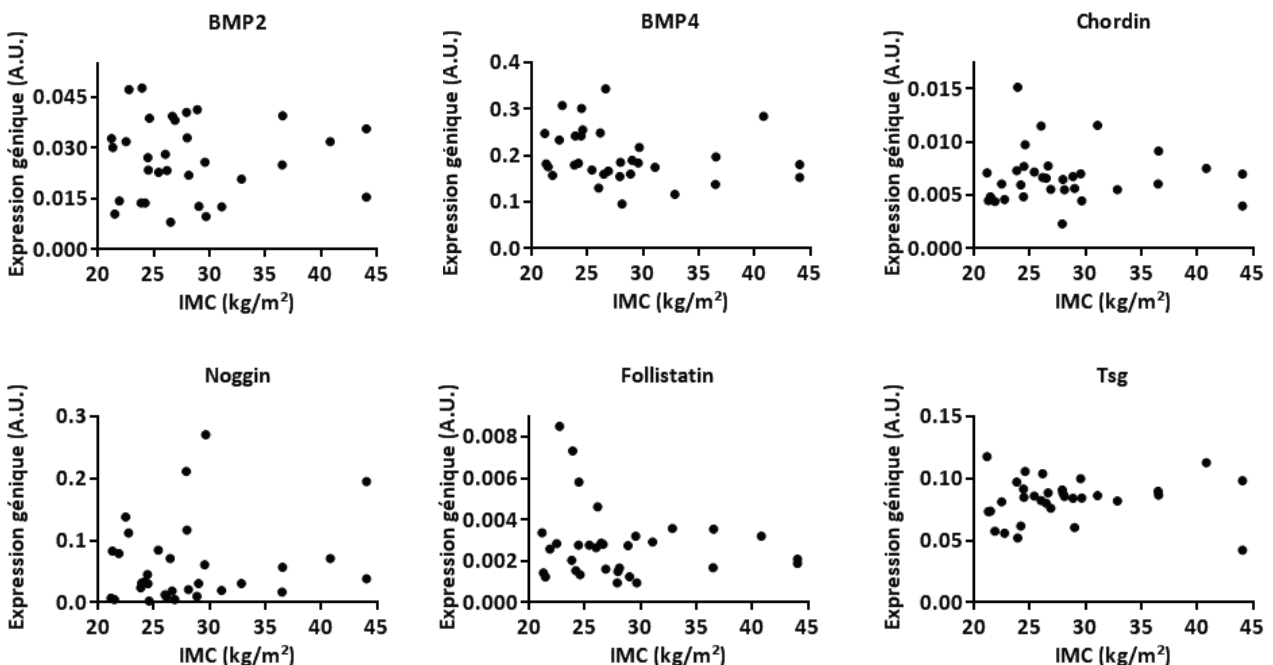 BMP2
Expression génique (A.U.)
0.045
0.030
0.015
0.000
20 25 30 35 40 45
IMC (kg/m²)
BMP4
Expression génique (A.U.)
0.4
0.3
0.2
0.1
0.0
20 25 30 35 40 45
IMC (kg/m²)
Chordin
Expression génique (A.U.)
0.015
0.010
0.005
0.000
20 25 30 35 40 45
IMC (kg/m²)
Noggin
Expression génique (A.U.)
0.3
0.2
0.1
0.0
20 25 30 35 40 45
IMC (kg/m²)
Follistatin
Expression génique (A.U.)
0.008
0.006
0.004
0.002
0.000
20 25 30 35 40 45
IMC (kg/m²)
Tsg
Expression génique (A.U.)
0.15
0.10
0.05
0.00
20 25 30 35 40 45
IMC (kg/m²)